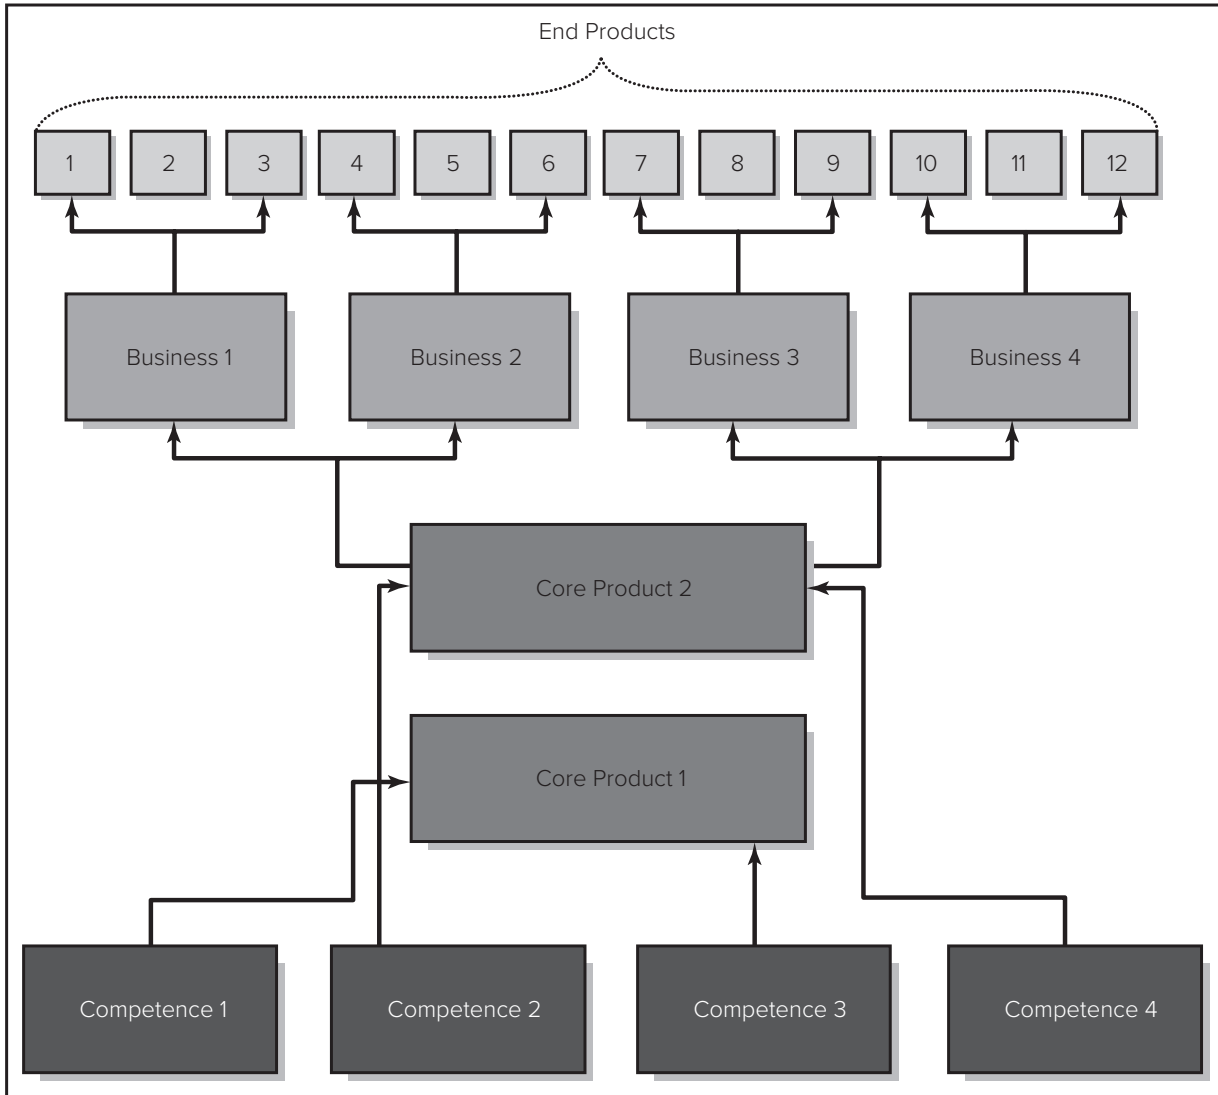 End Products
1 2 3 4 5 6 7 8 9 10 11 12
Business 1 Business 2 Business 3 Business 4
Core Product 2
Core Product 1
Competence 1 Competence 2 Competence 3 Competence 4